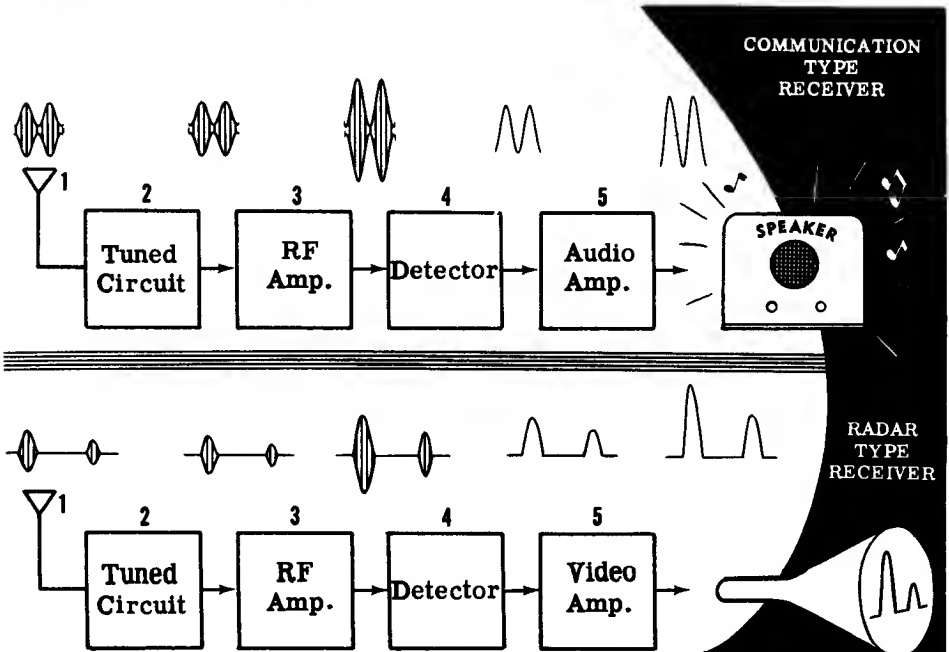 COMMUNICATION
TYPE
RECEIVER
1
2
3
4
5
Tuned
Circuit
RF
Amp.
Detector
Audio
Amp.
SPEAKER
RADAR
TYPE
RECEIVER
1
2
3
4
5
Tuned
Circuit
RF
Amp.
Detector
Video
Amp.